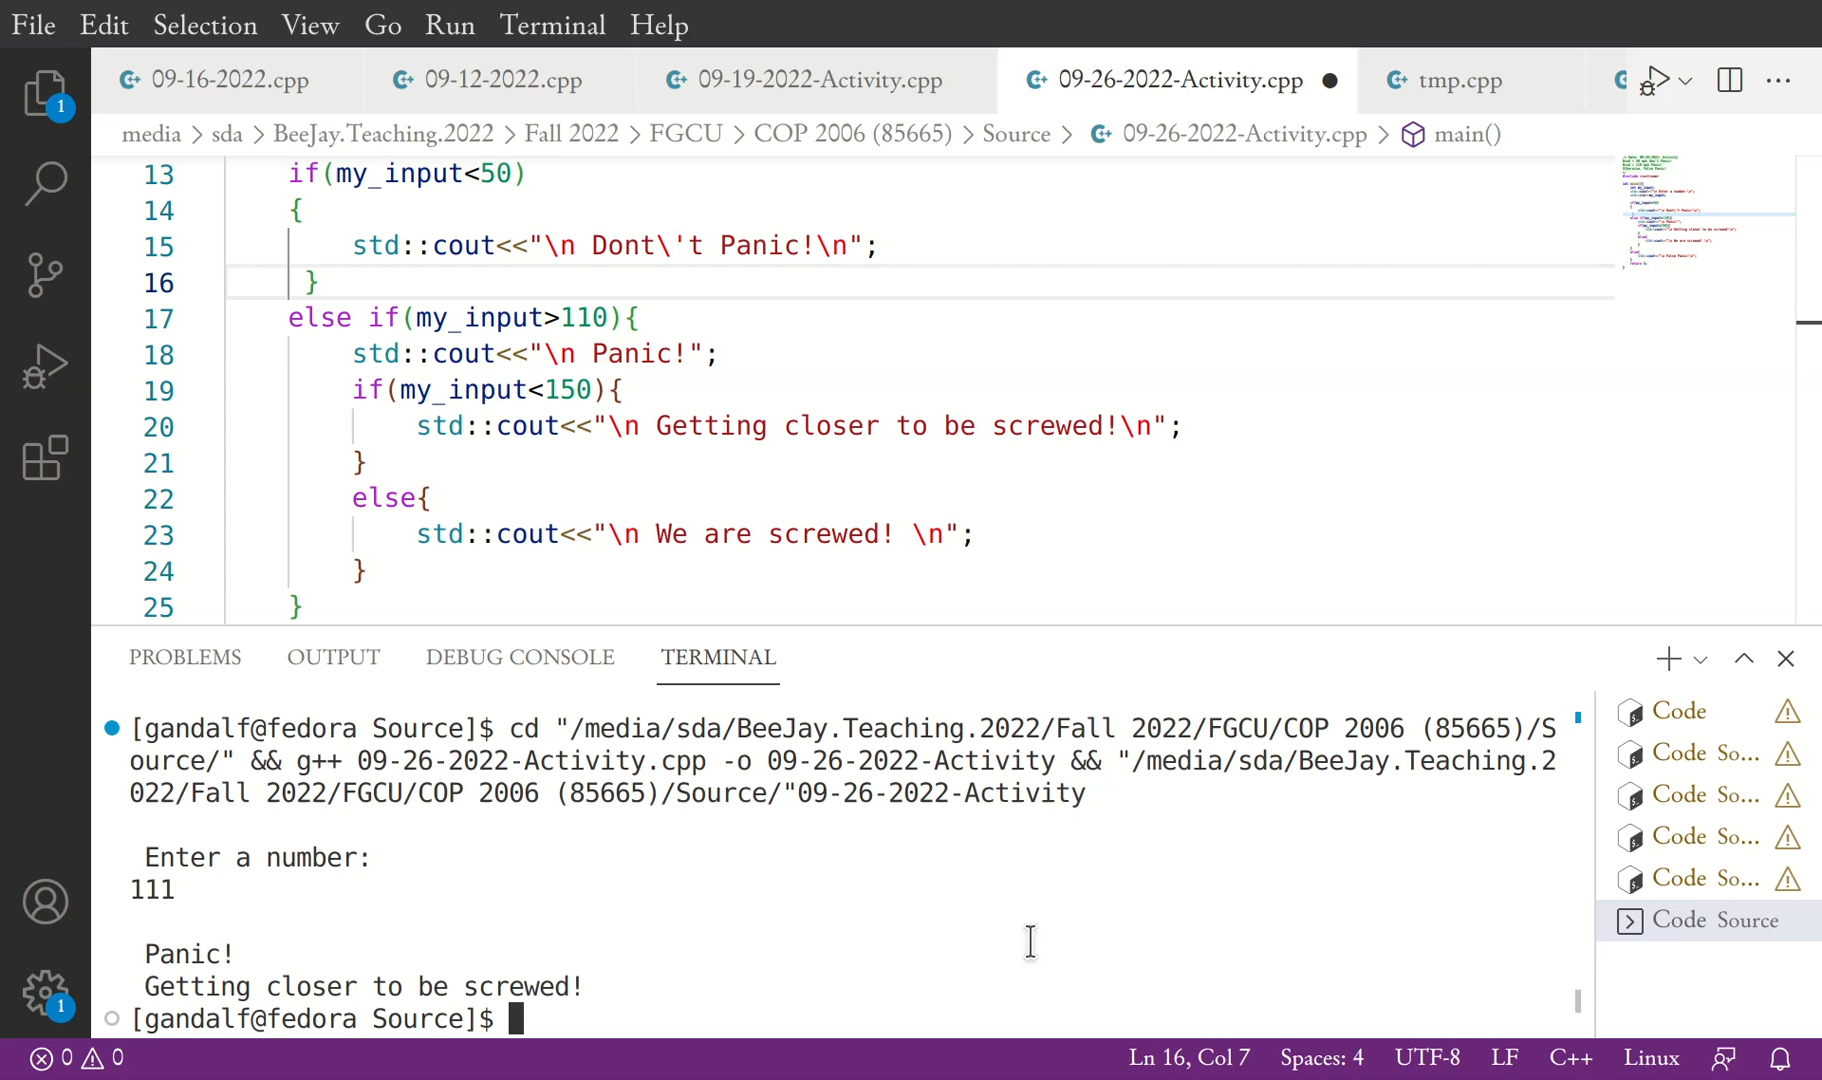 File Edit Selection View Go Run Terminal Help
09-16-2022.cpp 09-12-2022.cpp 09-19-2022-Activity.cpp 09-26-2022-Activity.cpp tmp.cpp
media > sda > BeeJay.Teaching.2022 > Fall 2022 > FGCU > COP 2006 (85665) > Source > 09-26-2022-Activity.cpp > main()
13 if(my_input<50)
14 {
15 std::cout<<"\n Dont\'t Panic!\n";
16 }
17 else if(my_input>110){
18 std::cout<<"\n Panic!";
19 if(my_input<150){
20 std::cout<<"\n Getting closer to be screwed!\n";
21 }
22 else{
23 std::cout<<"\n We are screwed! \n";
24 }
25 }
1
PROBLEMS OUTPUT DEBUG CONSOLE TERMINAL
[gandalf@fedora Source]$ cd "/media/sda/BeeJay.Teaching.2022/Fall 2022/FGCU/COP 2006 (85665)/S
ource/" && g++ 09-26-2022-Activity.cpp -o 09-26-2022-Activity && "/media/sda/BeeJay.Teaching.2
022/Fall 2022/FGCU/COP 2006 (85665)/Source/"09-26-2022-Activity
Enter a number:
111
Panic!
Getting closer to be screwed!
[gandalf@fedora Source]$
Code
Code So...
Code So...
Code So...
Code So...
Code Source
1
0 0 Ln 16, Col 7 Spaces: 4 UTF-8 LF C++ Linux